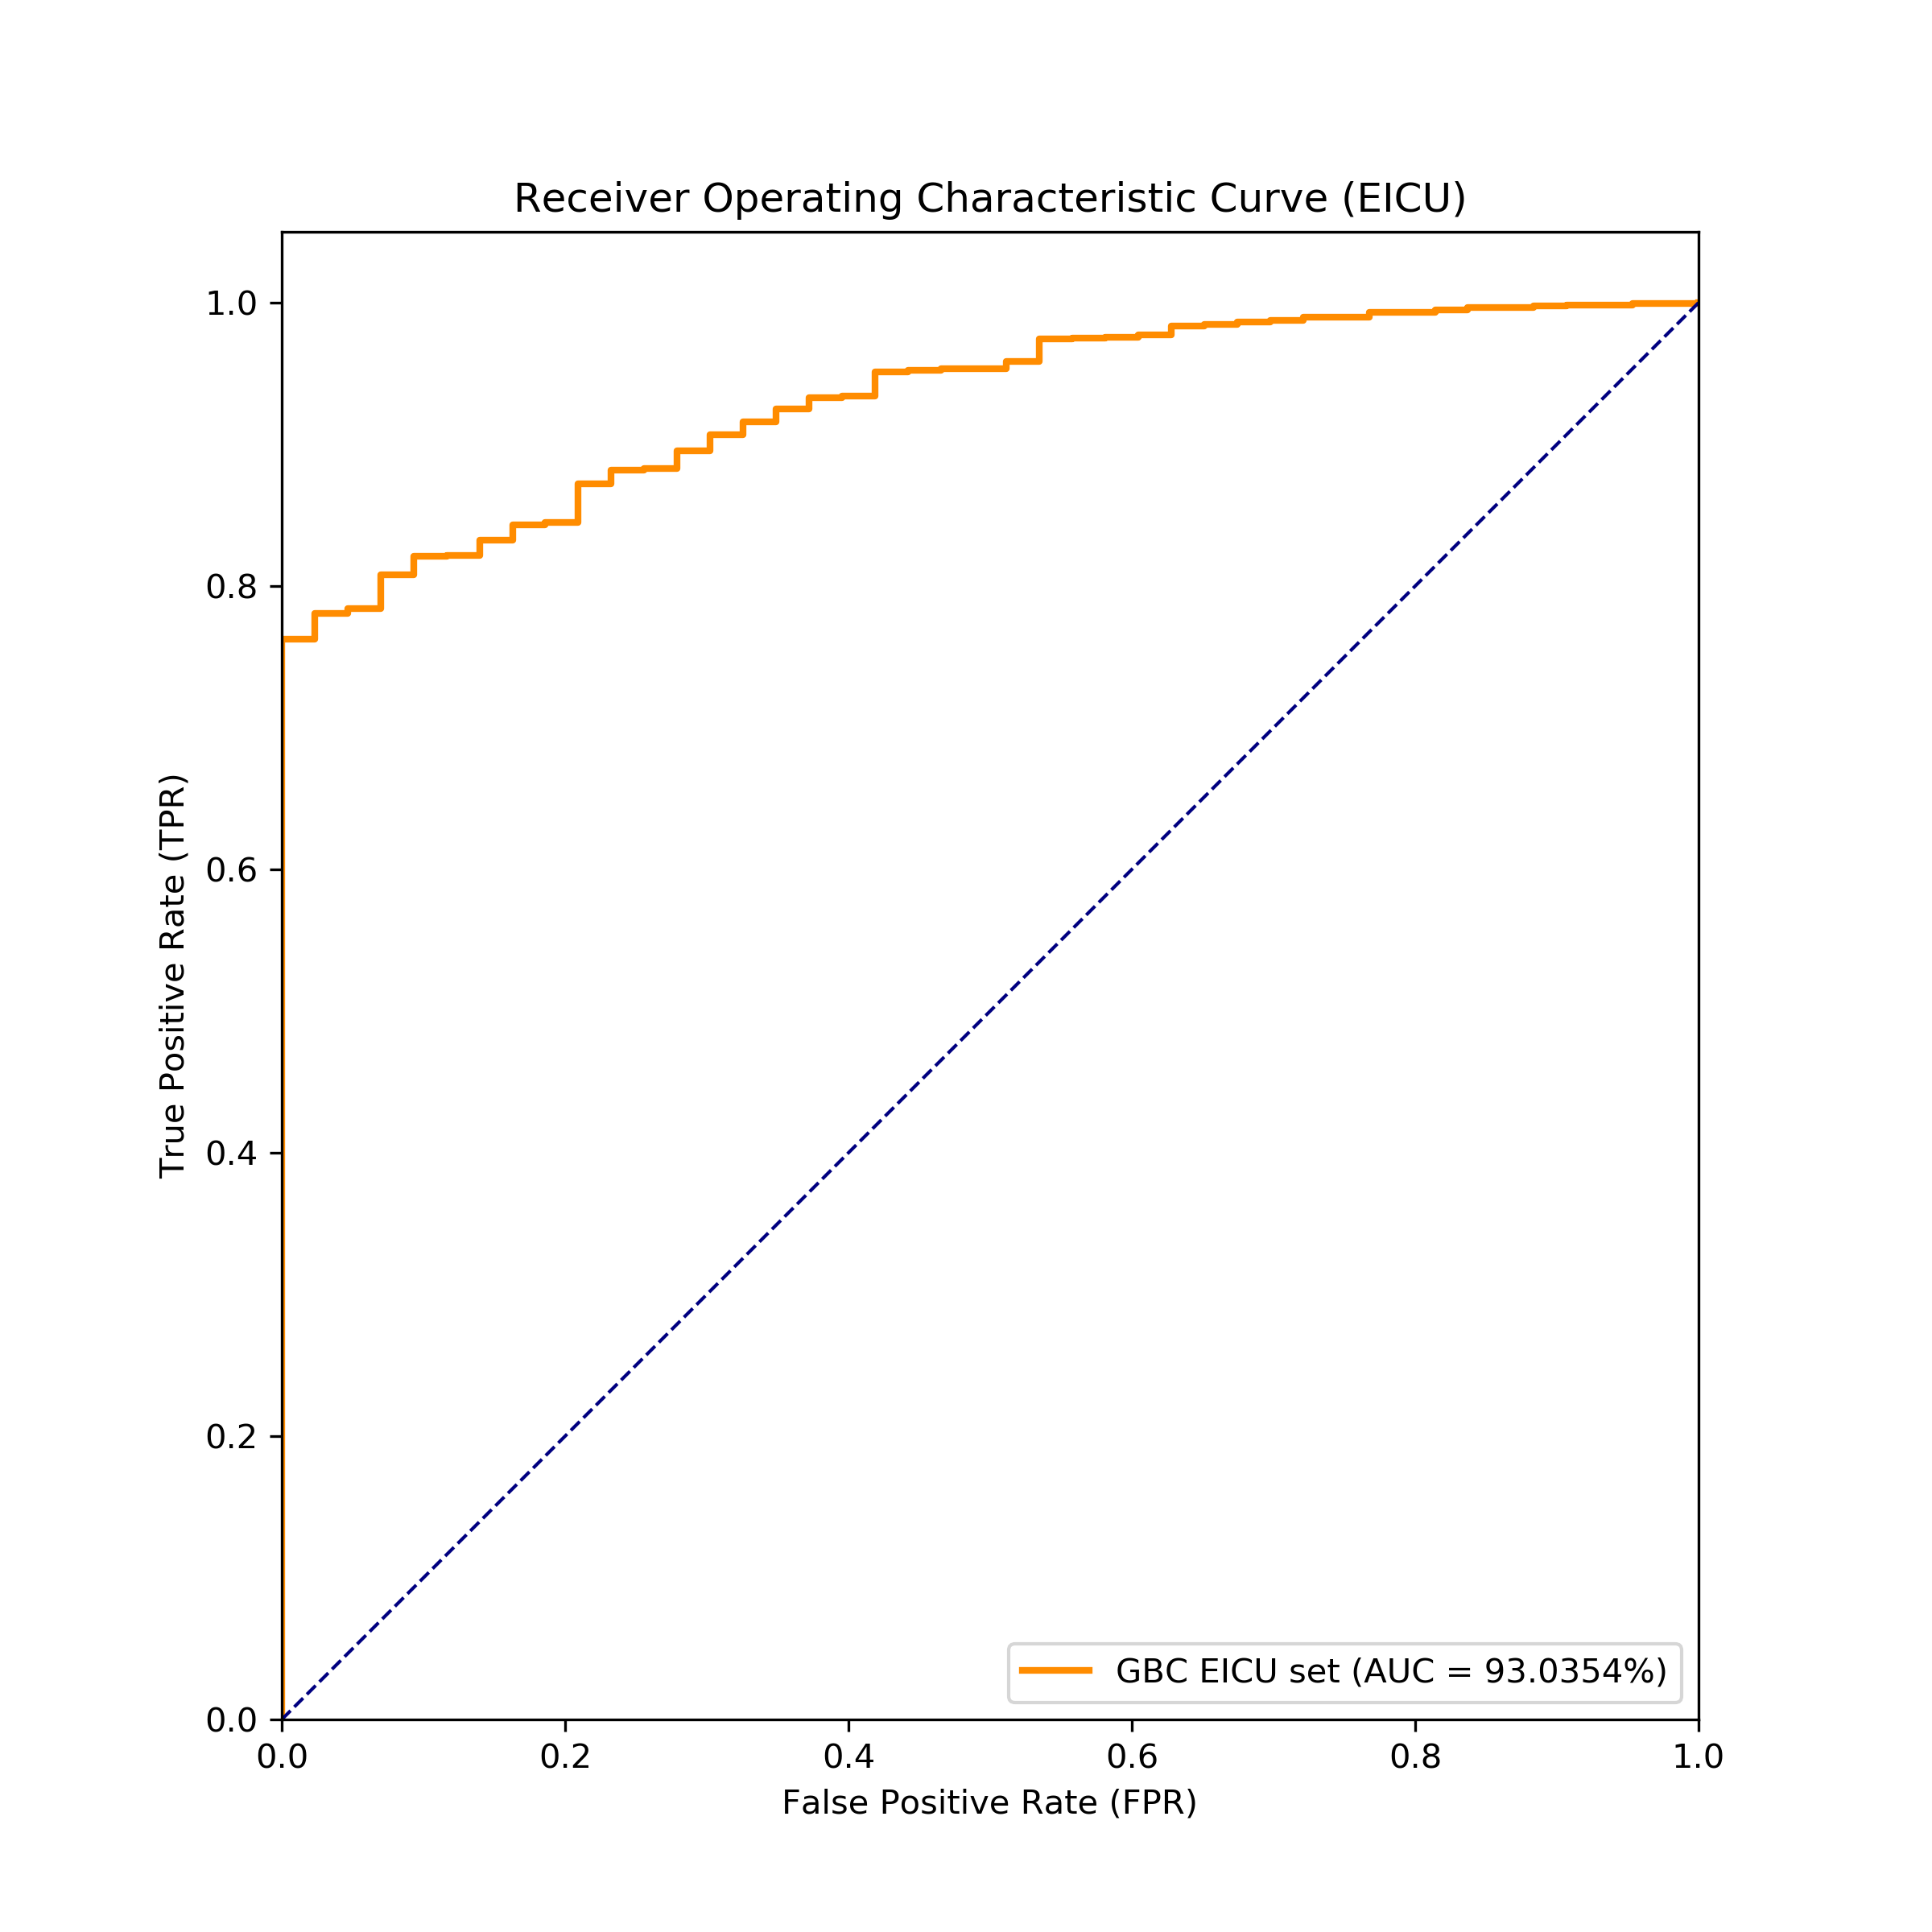 Receiver Operating Characteristic Curve (EICU)
1.0
0.8
0.6
0.4
0.2
0.0
True Positive Rate (TPR)
GBC EICU set (AUC = 93.0354%)
0.0 0.2 0.4 0.6 0.8 1.0
False Positive Rate (FPR)